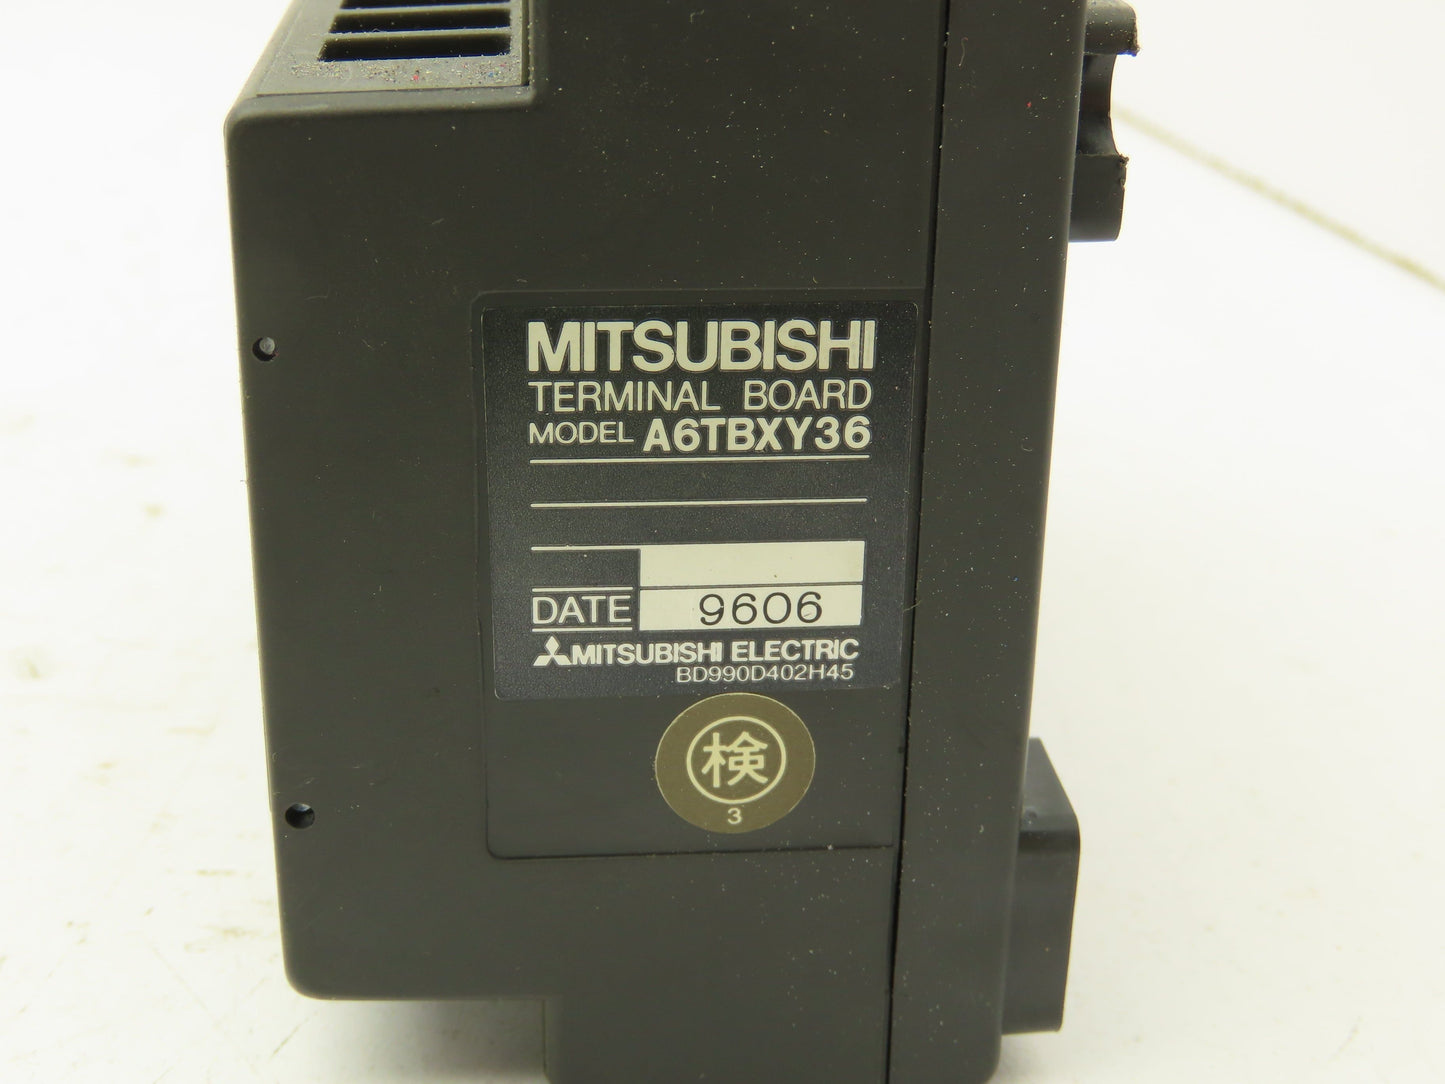 MITSUBISHI
TERMINAL BOARD
MODEL A6TBXY36
DATE 9606
MITSUBISHI ELECTRIC
BD990D402H45
検
3